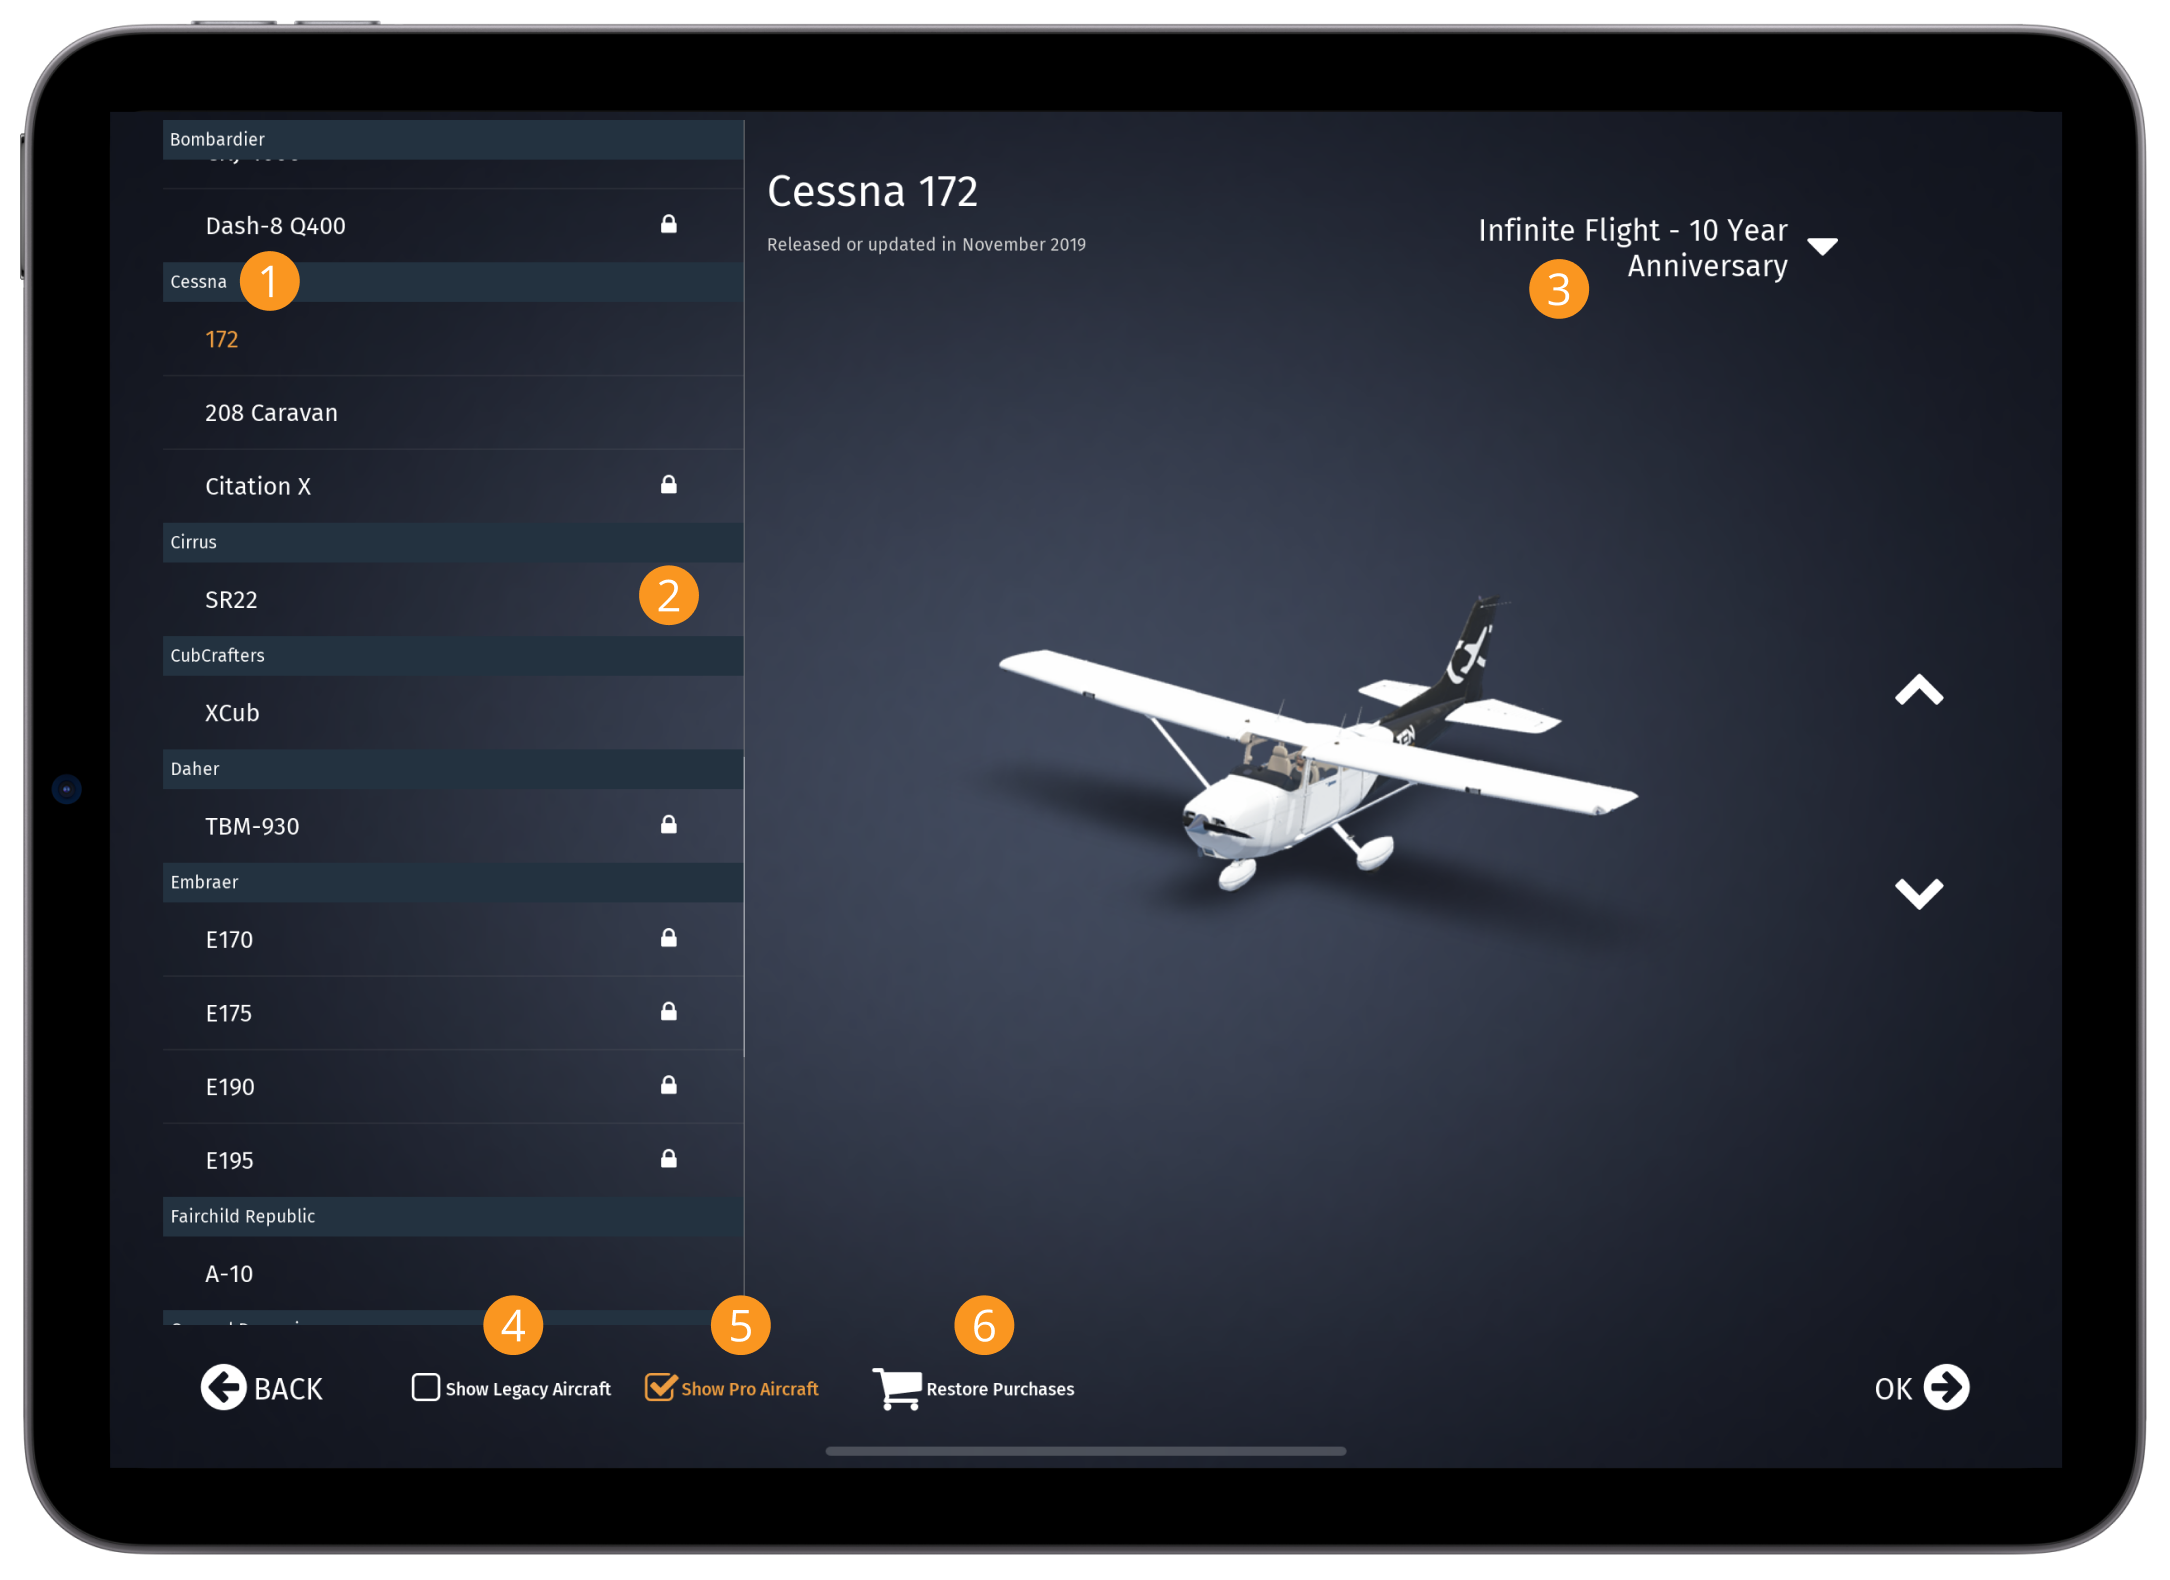 Bombardier
Dash-8 Q400
Cessna 1
172
208 Caravan
Citation X
Cirrus
SR22
2
CubCrafters
XCub
Daher
TBM-930
Embraer
E170
E175
E190
E195
Fairchild Republic
A-10
Cessna 172
Released or updated in November 2019
Infinite Flight - 10 Year
Anniversary
3
4
5
6
BACK
Show Legacy Aircraft
Show Pro Aircraft
Restore Purchases
OK